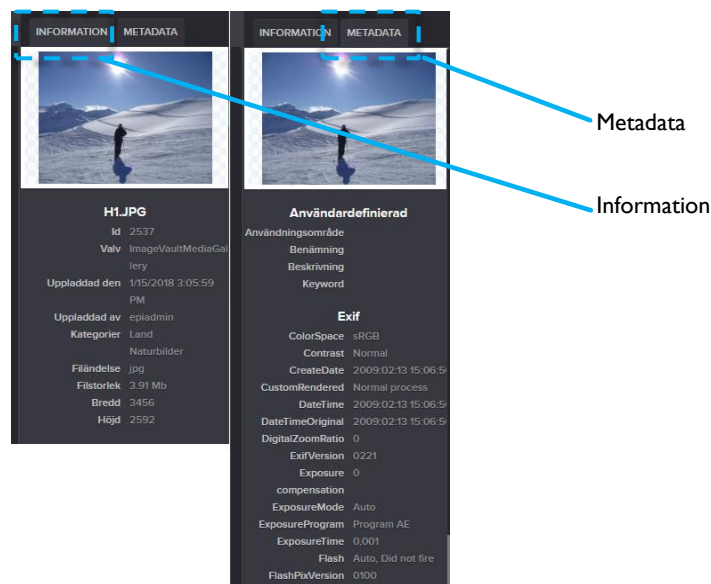 INFORMATION METADATA
H1.JPG
Id 2537
Valv ImageVaultMediaGal
lery
Uppladdad den 1/15/2018 3:05:59
PM
Uppladdad av epiadmin
Kategorier Land
Naturbilder
Filändelse jpg
Filstorlek 3.91 Mb
Bredd 3456
Höjd 2592
INFORMATION METADATA
Användardefinierad
Användningsområde
Benämning
Beskrivning
Keyword
Exif
ColorSpace sRGB
Contrast Normal
CreateDate 2009:02:13 15:06:5
CustomRendered Normal process
DateTime 2009:02:13 15:06:5
DateTimeOriginal 2009:02:13 15:06:5
DigitalZoomRatio 0
ExifVersion 0221
Exposure 0
compensation
ExposureMode Auto
ExposureProgram Program AE
ExposureTime 0,001
Flash Auto, Did not fire
FlashPixVersion 0100
Metadata
Information